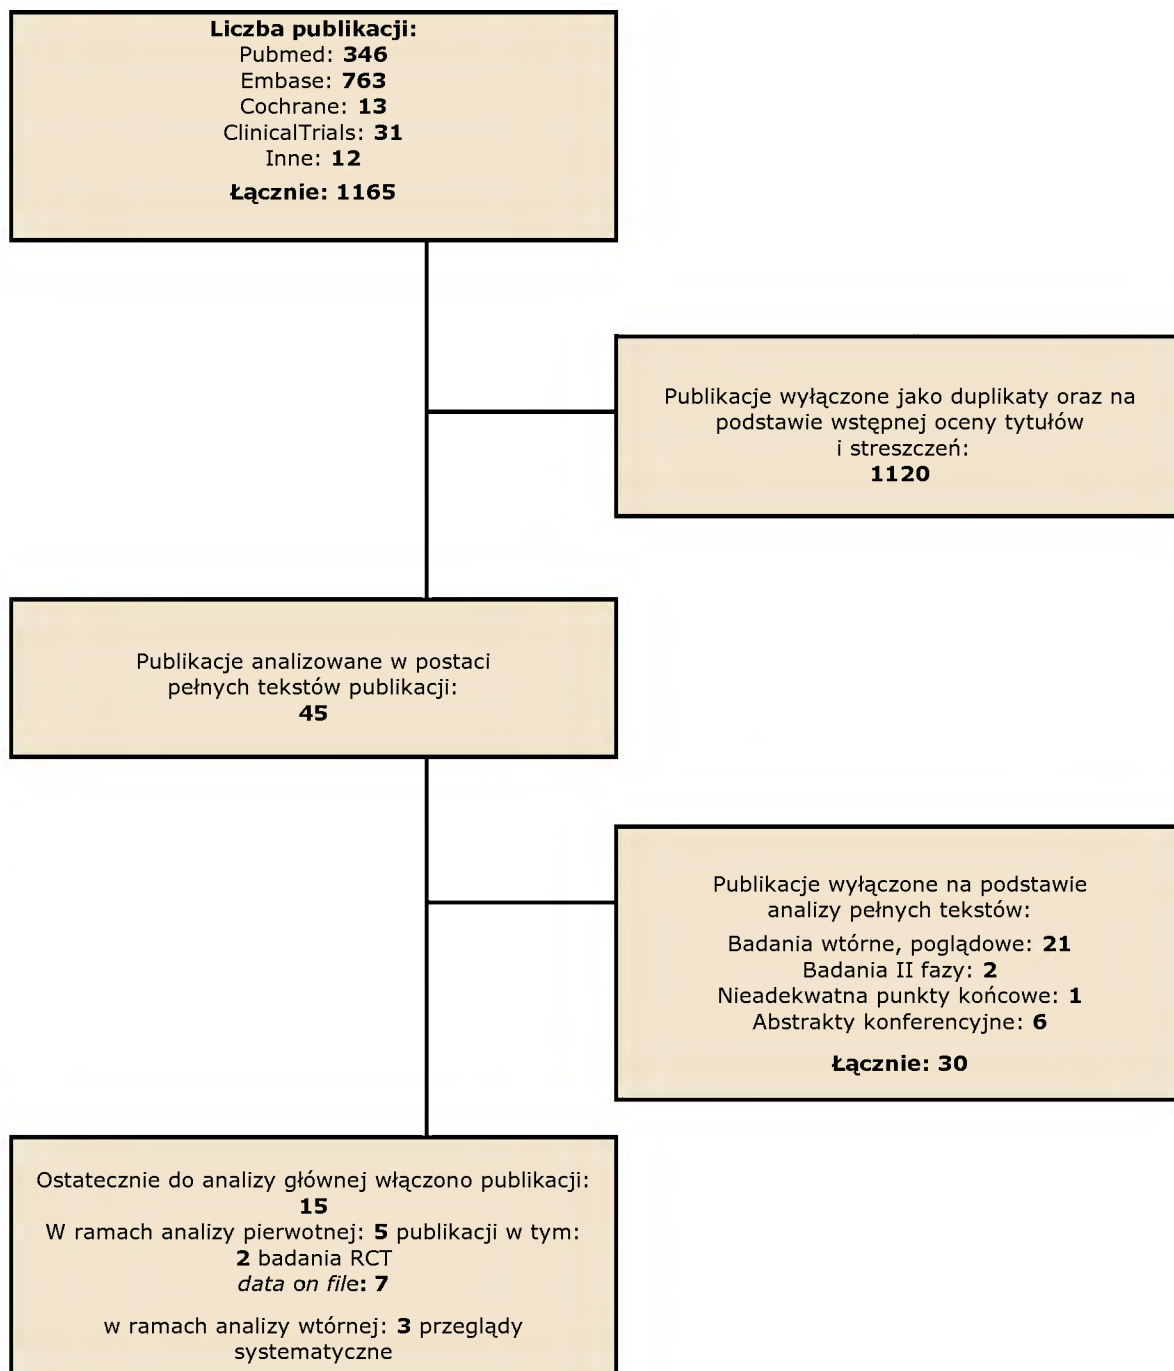 Liczba publikacji:
Pubmed: 346
Embase: 763
Cochrane: 13
ClinicalTrials: 31
Inne: 12
Łącznie: 1165
Publikacje wyłączone jako duplikaty oraz na
podstawie wstępnej oceny tytułów
i streszczeń:
1120
Publikacje analizowane w postaci
pełnych tekstów publikacji:
45
Publikacje wyłączone na podstawie
analizy pełnych tekstów:
Badania wtórne, poglądowe: 21
Badania II fazy: 2
Nieadekwatna punkty końcowe: 1
Abstrakty konferencyjne: 6
Łącznie: 30
Ostatecznie do analizy głównej włączono publikacji:
15
W ramach analizy pierwotnej: 5 publikacji w tym:
2 badania RCT
data on file: 7
w ramach analizy wtórnej: 3 przeglądy
systematyczne